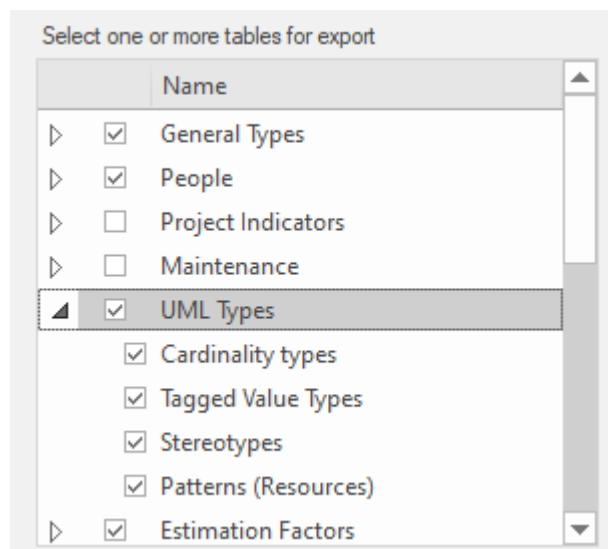 Select one or more tables for export
Name
General Types
People
Project Indicators
Maintenance
UML Types
Cardinality types
Tagged Value Types
Stereotypes
Patterns (Resources)
Estimation Factors